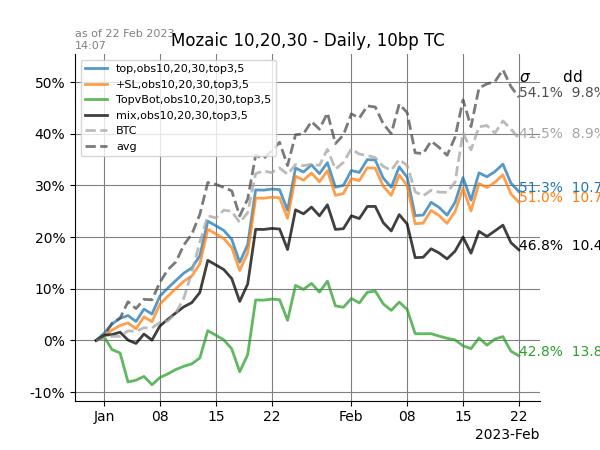 as of 22 Feb 2023
14:07
Mozaic 10,20,30 - Daily, 10bp TC
top,obs10,20,30,top3,5
+SL,obs10,20,30,top3,5
TopvBot,obs10,20,30,top3,5
mix,obs10,20,30,top3,5
BTC
avg
σ dd
54.1% 9.8%
41.5% 8.9%
51.3% 10.7
51.0% 10.7
46.8% 10.4
42.8% 13.8
50%
40%
30%
20%
10%
0%
-10%
Jan 08 15 22 Feb 08 15 22
2023-Feb